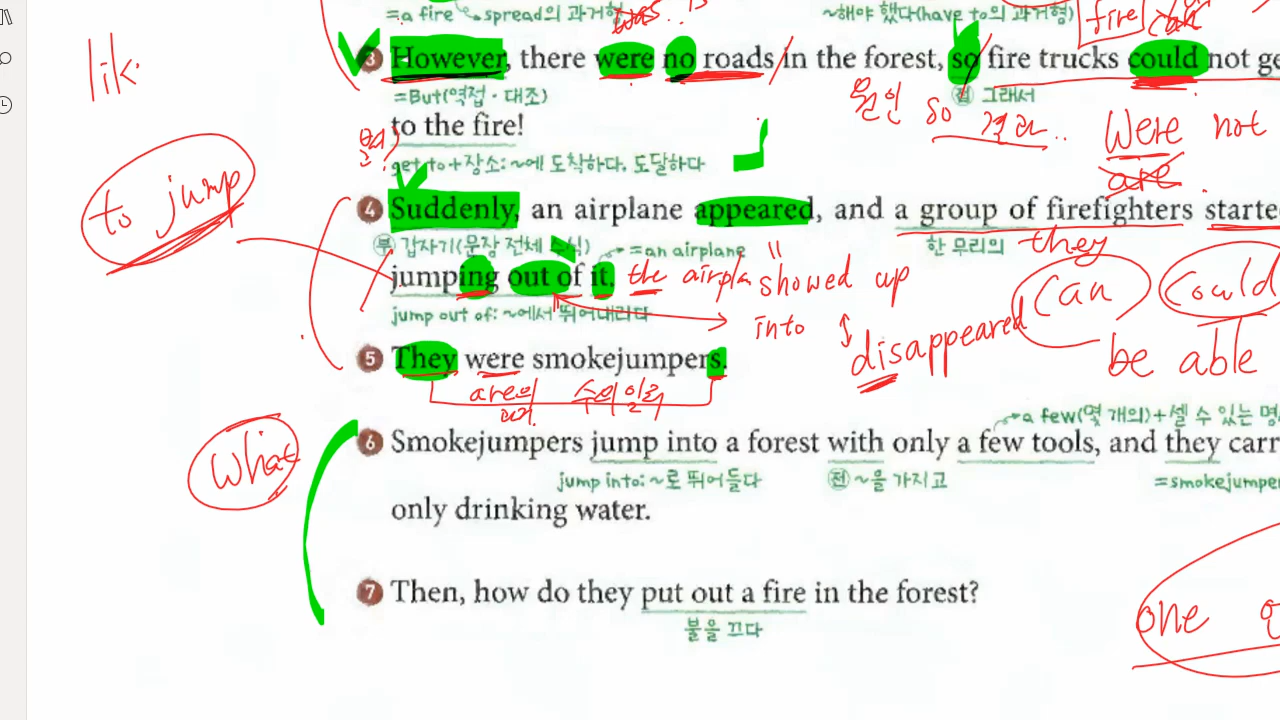 =a fire spread의 과거형 ~해야 했다(have to의 과거형) fire
lik
3 However, there were no roads in the forest, so fire trucks could not ge
=But(역접·대조) 원인 so 접 그래서
결과..
to the fire! were not
are
get to+장소: ~에 도착하다, 도달하다
to jump
4 Suddenly, an airplane appeared, and a group of firefighters starte
부 갑자기(문장 전체 수식) =an airplane 한 무리의 they
jumping out of it. the airpla showed up can could
jump out of: ~에서 뛰어내리다 into disappeared
be able
5 They were smokejumpers.
are의 수의 일치
a few(몇 개의)+셀 수 있는 명
what
6 Smokejumpers jump into a forest with only a few tools, and they carr
jump into: ~로 뛰어들다 전 ~을 가지고 =smokejumpe
only drinking water.
7 Then, how do they put out a fire in the forest?
불을 끄다
one